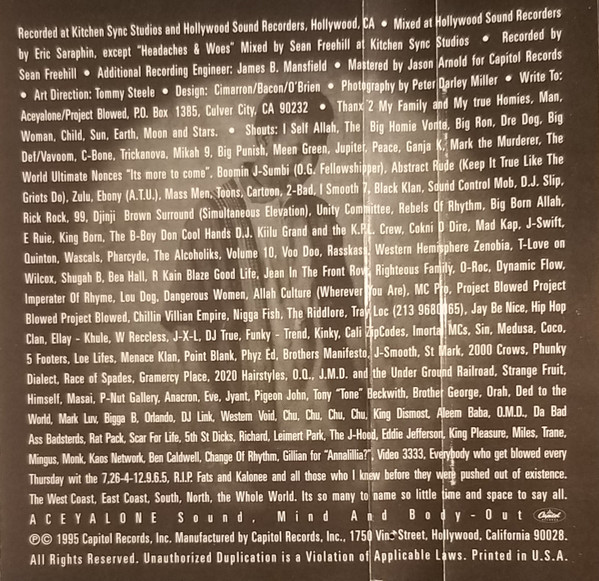 Recorded at Kitchen Sync Studios and Hollywood Sound Recorders, Hollywood, CA • Mixed at Hollywood Sound Recorders
by Eric Saraphin, except "Headaches & Woes" Mixed by Sean Freehill at Kitchen Sync Studios • Recorded by
Sean Freehill • Additional Recording Engineer: James B. Mansfield • Mastered by Jason Arnold for Capitol Records
• Art Direction: Tommy Steele • Design: Cimarron/Bacon/O'Brien • Photography by Peter Darley Miller • Write To:
Aceyalone/Project Blowed, P.O. Box 1385, Culver City, CA 90232 • Thanx 2 My Family and My true Homies, Man,
Woman, Child, Sun, Earth, Moon and Stars. • Shouts: I Self Allah, The Big Homie Vonte, Big Ron, Dre Dog, Big
Def/Vavoom, C-Bone, Trickanova, Mikah 9, Big Punish, Meen Green, Jupiter, Peace, Ganja K, Mark the Murderer, The
World Ultimate Nonces "Its more to come". Boomin J-Sumbi (O.G. Fellowshipper), Abstract Rude (Keep It True Like The
Griots Do), Zulu, Ebony (A.T.U.), Mass Men, Toons, Cartoon, 2-Bad, I Smooth 7, Black Klan, Sound Control Mob, D.J. Slip,
Rick Rock, 99, Djinji Brown Surround (Simultaneous Elevation), Unity Committee, Rebels Of Rhythm, Big Born Allah,
E Ruie, King Born, The B-Boy Don Cool Hands D.J. Kiilu Grand and the K.P.L. Crew, Cokni O Dire, Mad Kap, J-Swift,
Quinton, Wascals, Pharcyde, The Alcoholiks, Volume 10, Voo Doo, Rasskass, Western Hemisphere Zenobia, T-Love on
Wilcox, Shugah B, Bea Hall, R Kain Blaze Good Life, Jean In The Front Row, Righteous Family, O-Roc, Dynamic Flow,
Imperater Of Rhyme, Lou Dog, Dangerous Women, Allah Culture (Wherever You Are), MC Pro, Project Blowed Project
Blowed Project Blowed, Chillin Villian Empire, Nigga Fish, The Riddlore, Tray Loc (213 9680465), Jay Be Nice, Hip Hop
Clan, Ellay - Khule, W Reccless, J-X-L, DJ True, Funky - Trend, Kinky, Cali ZipCodes, Imortal MCs, Sin, Medusa, Coco,
5 Footers, Loe Lifes, Menace Klan, Point Blank, Phyz Ed, Brothers Manifesto, J-Smooth, St Mark, 2000 Crows, Phunky
Dialect, Race of Spades, Gramercy Place, 2020 Hairstyles, O.Q., J.M.D. and the Under Ground Railroad, Strange Fruit,
Himself, Masai, P-Nut Gallery, Anacron, Eve, Jyant, Pigeon John, Tony "Tone" Beckwith, Brother George, Orah, Ded to the
World, Mark Luv, Bigga B, Orlando, DJ Link, Western Void, Chu, Chu, Chu, Chu, King Dismost, Aleem Baba, O.M.D., Da Bad
Ass Badsterds, Rat Pack, Scar For Life, 5th St Dicks, Richard, Leimert Park, The J-Hood, Eddie Jefferson, King Pleasure, Miles, Trane,
Mingus, Monk, Kaos Network, Ben Caldwell, Change Of Rhythm, Gillian for "Annalillia?", Video 3333, Everybody who get blowed every
Thursday wit the 7,26-4-12.9.6.5, R.I.P. Fats and Kalonee and all those who I knew before they were pushed out of existence.
The West Coast, East Coast, South, North, the Whole World. Its so many to name so little time and space to say all.
ACEYALONE Sound, Mind And Body-Out Capitol
℗© 1995 Capitol Records, Inc. Manufactured by Capitol Records, Inc., 1750 Vine Street, Hollywood, California 90028.
All Rights Reserved. Unauthorized Duplication is a Violation of Applicable Laws. Printed in U.S.A.